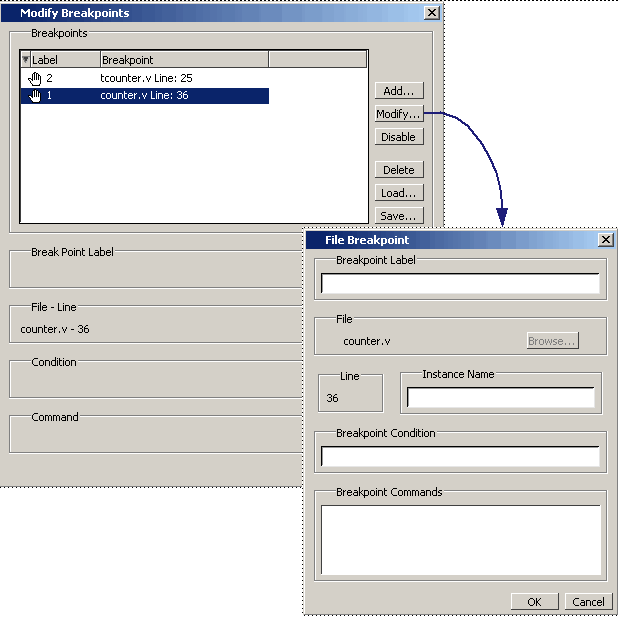 Modify Breakpoints
Breakpoints
Label Breakpoint
2 tcounter.v Line: 25
1 counter.v Line: 36
Add...
Modify...
Disable
Delete
Load...
Save...
Break Point Label
File - Line
counter.v - 36
Condition
Command
File Breakpoint
Breakpoint Label
File
counter.v Browse...
Line Instance Name
36
Breakpoint Condition
Breakpoint Commands
OK Cancel